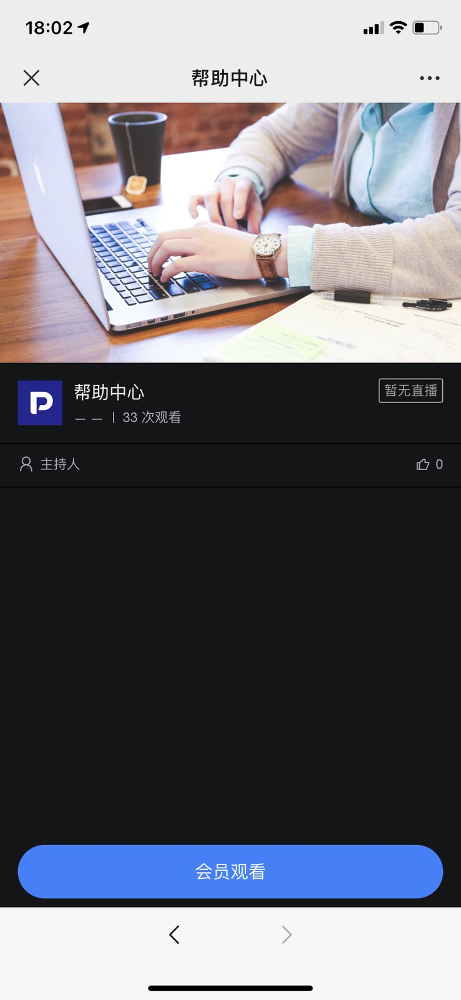 18:02
帮助中心
帮助中心
暂无直播
— — | 33 次观看
主持人
0
会员观看